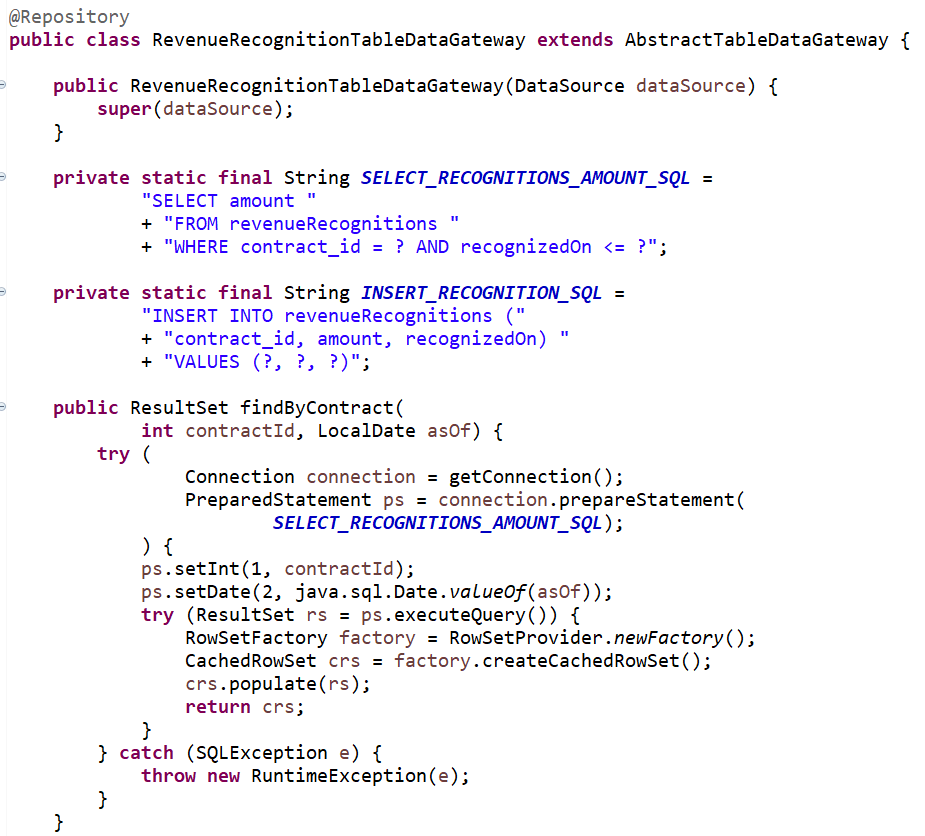 @Repository
public class RevenueRecognitionTableDataGateway extends AbstractTableDataGateway {
public RevenueRecognitionTableDataGateway(DataSource dataSource) {
super(dataSource);
}
private static final String SELECT_RECOGNITIONS_AMOUNT_SQL =
"SELECT amount "
+ "FROM revenueRecognitions "
+ "WHERE contract_id = ? AND recognizedOn <= ?";
private static final String INSERT_RECOGNITION_SQL =
"INSERT INTO revenueRecognitions ("
+ "contract_id, amount, recognizedOn) "
+ "VALUES (?, ?, ?)";
public ResultSet findByContract(
int contractId, LocalDate asOf) {
try (
Connection connection = getConnection();
PreparedStatement ps = connection.prepareStatement(
SELECT_RECOGNITIONS_AMOUNT_SQL);
) {
ps.setInt(1, contractId);
ps.setDate(2, java.sql.Date.valueOf(asOf));
try (ResultSet rs = ps.executeQuery()) {
RowSetFactory factory = RowSetProvider.newFactory();
CachedRowSet crs = factory.createCachedRowSet();
crs.populate(rs);
return crs;
}
} catch (SQLException e) {
throw new RuntimeException(e);
}
}